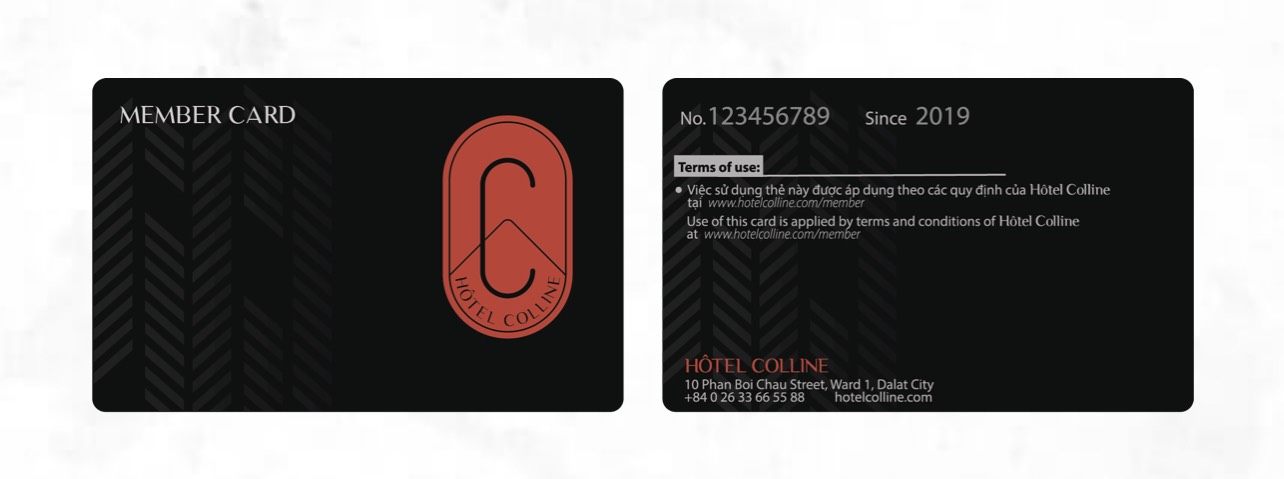 MEMBER CARD
HÔTEL COLLINE
No. 123456789 Since 2019
Terms of use:
• Việc sử dụng thẻ này được áp dụng theo các quy định của Hôtel Colline
tại www.hotelcolline.com/member
Use of this card is applied by terms and conditions of Hôtel Colline
at www.hotelcolline.com/member
HÔTEL COLLINE
10 Phan Boi Chau Street, Ward 1, Dalat City
+84 0 26 33 66 55 88 hotelcolline.com